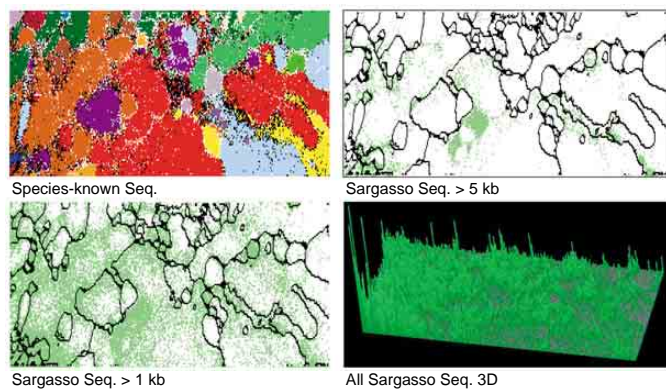 Species-known Seq.
Sargasso Seq. > 5 kb
Sargasso Seq. > 1 kb
All Sargasso Seq. 3D